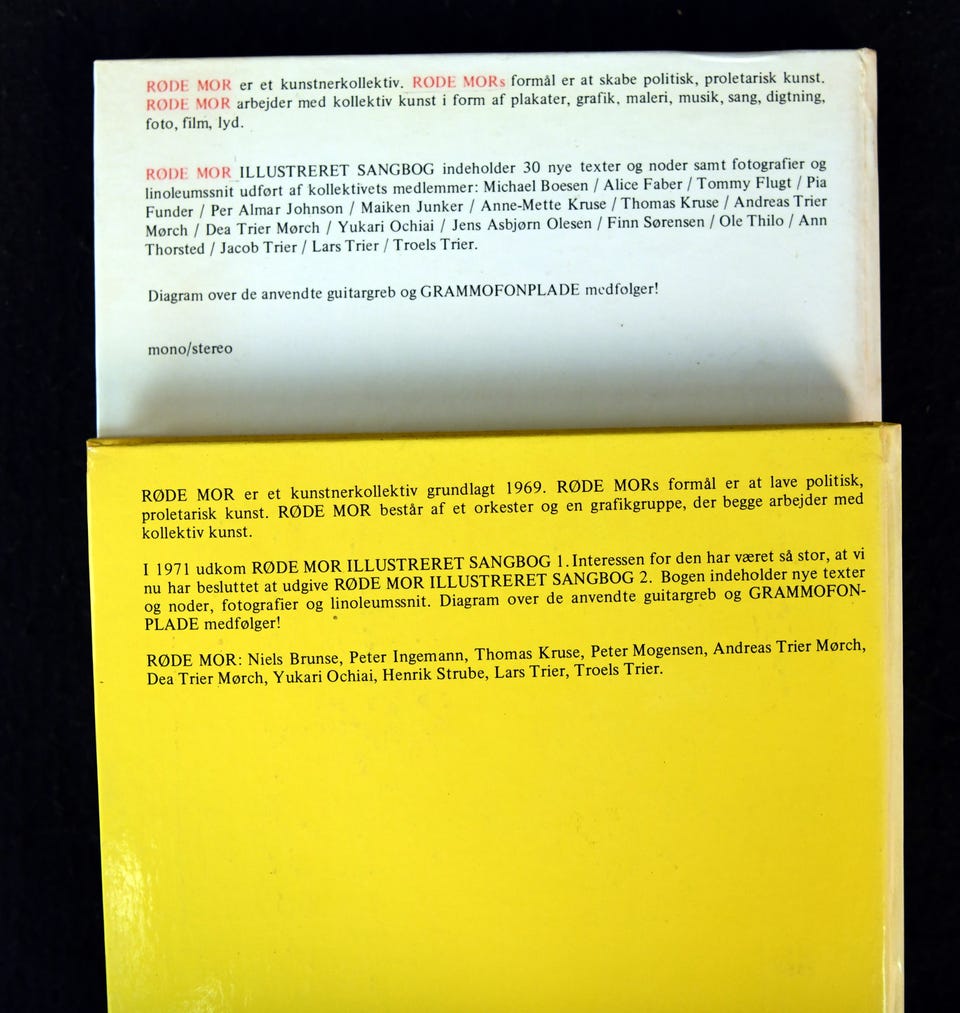 RØDE MOR er et kunstnerkollektiv. RØDE MORs formål er at skabe politisk, proletarisk kunst.
RØDE MOR arbejder med kollektiv kunst i form af plakater, grafik, maleri, musik, sang, digtning,
foto, film, lyd.
RØDE MOR ILLUSTRERET SANGBOG indeholder 30 nye texter og noder samt fotografier og
linoleumssnit udført af kollektivets medlemmer: Michael Boesen / Alice Faber / Tommy Flugt / Pia
Funder / Per Almar Johnson / Maiken Junker / Anne-Mette Kruse / Thomas Kruse / Andreas Trier
Mørch / Dea Trier Mørch / Yukari Ochiai / Jens Asbjørn Olesen / Finn Sørensen / Ole Thilo / Ann
Thorsted / Jacob Trier / Lars Trier / Troels Trier.
Diagram over de anvendte guitargreb og GRAMMOFONPLADE medfølger!
mono/stereo
RØDE MOR er et kunstnerkollektiv grundlagt 1969. RØDE MORs formål er at lave politisk,
proletarisk kunst. RØDE MOR består af et orkester og en grafikgruppe, der begge arbejder med
kollektiv kunst.
I 1971 udkom RØDE MOR ILLUSTRERET SANGBOG 1. Interessen for den har været så stor, at vi
nu har besluttet at udgive RØDE MOR ILLUSTRERET SANGBOG 2. Bogen indeholder nye texter
og noder, fotografier og linoleumssnit. Diagram over de anvendte guitargreb og GRAMMOFON-
PLADE medfølger!
RØDE MOR: Niels Brunse, Peter Ingemann, Thomas Kruse, Peter Mogensen, Andreas Trier Mørch,
Dea Trier Mørch, Yukari Ochiai, Henrik Strube, Lars Trier, Troels Trier.